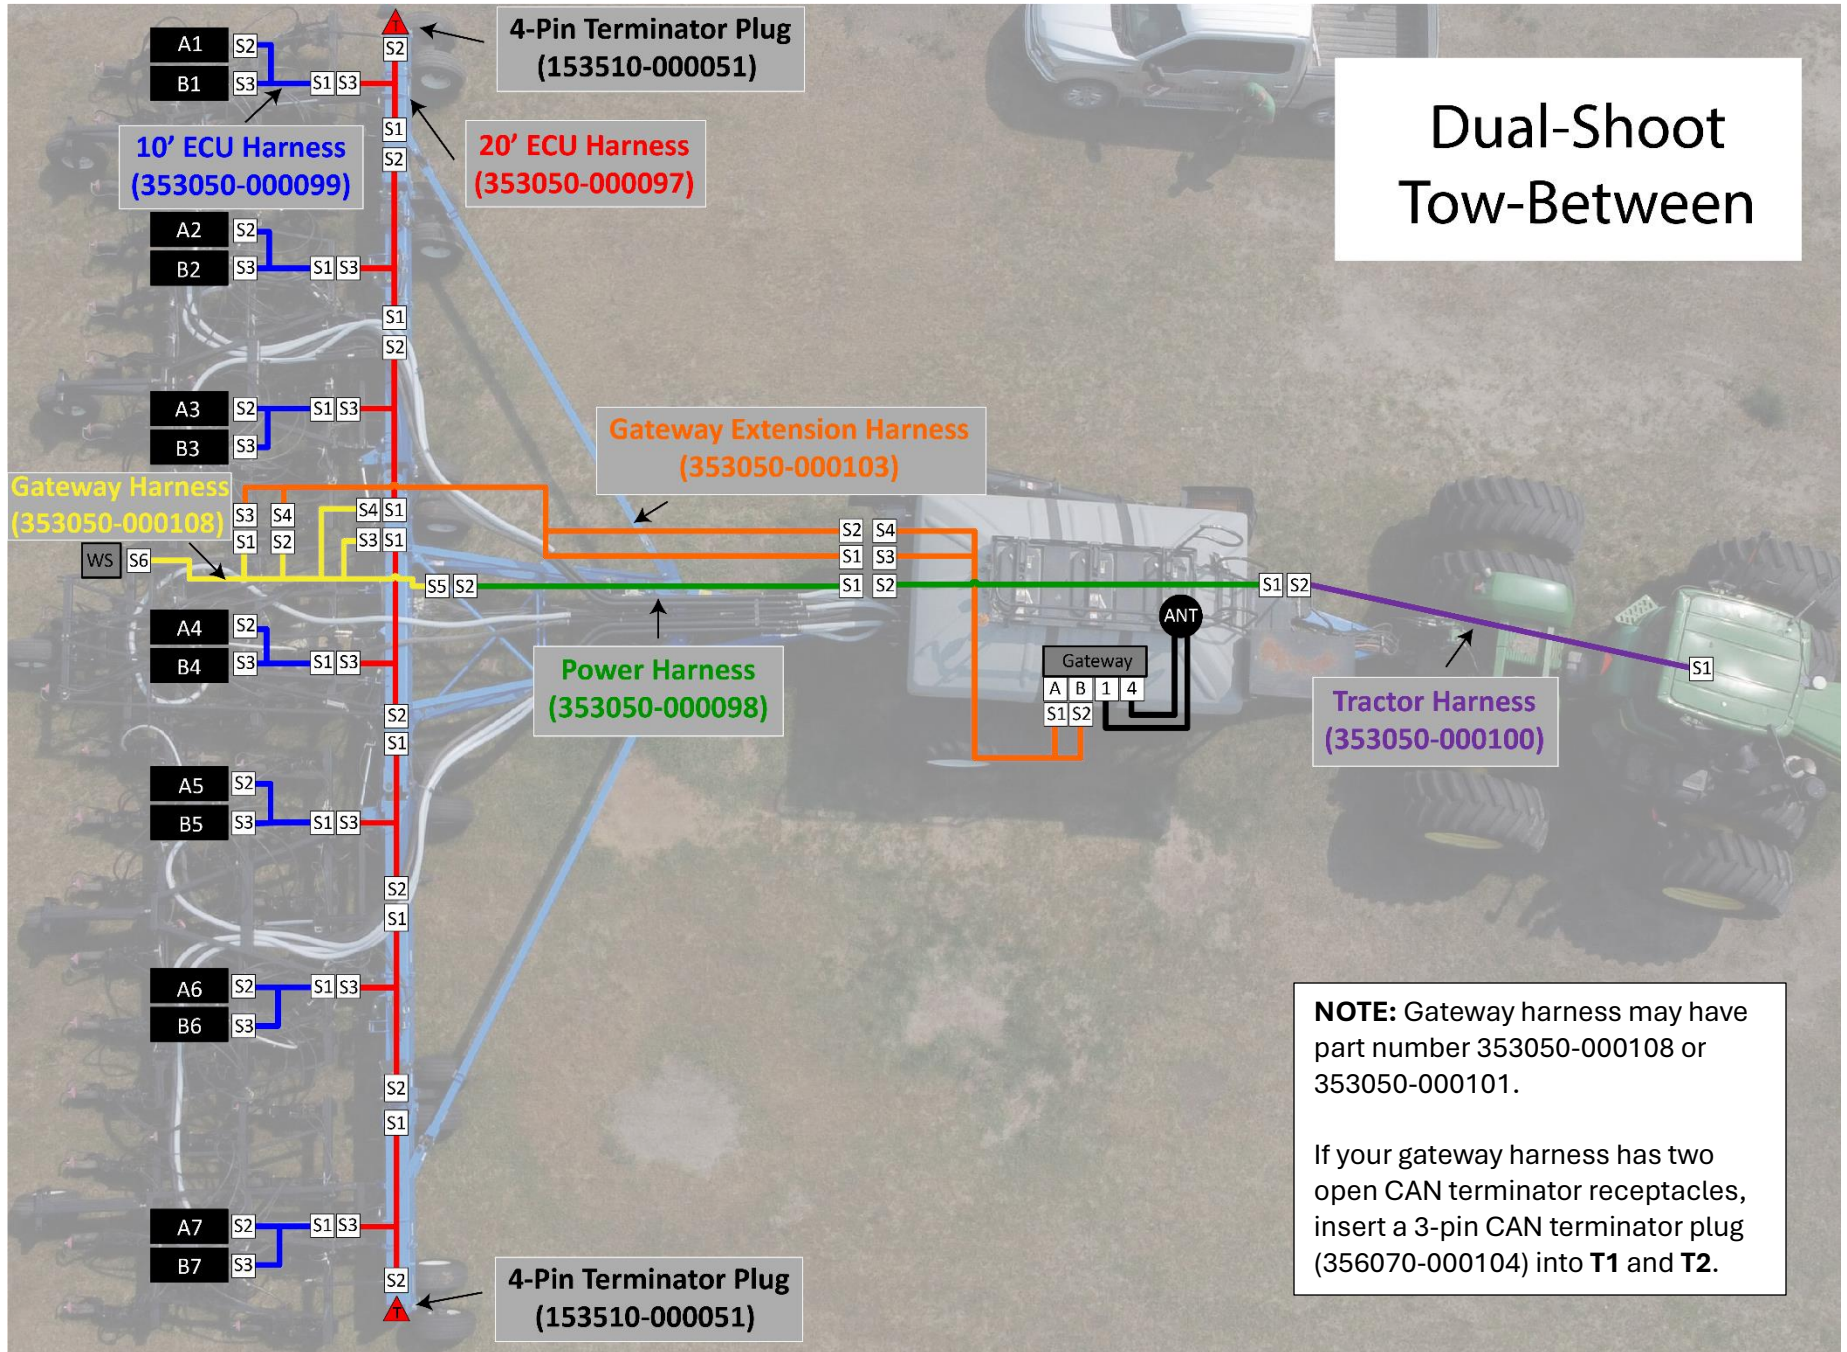 Dual-Shoot
Tow-Between
T
4-Pin Terminator Plug
(153510-000051)
S2
A1
S2
B1
S3
S1
S3
10' ECU Harness
(353050-000099)
S1
20' ECU Harness
(353050-000097)
S2
A2
S2
B2
S3
S1
S3
S1
S2
A3
S2
S1
S3
B3
S3
Gateway Extension Harness
(353050-000103)
Gateway Harness
(353050-000108)
S3
S4
S4
S1
S1
S2
S3
S1
WS
S6
S5
S2
S2
S4
S1
S3
S1
S2
S1
S2
S1
ANT
Gateway
A
B
1
4
S1
S2
Power Harness
(353050-000098)
Tractor Harness
(353050-000100)
A4
S2
B4
S3
S1
S3
S2
S1
A5
S2
B5
S3
S1
S3
S2
S1
A6
S2
S1
S3
B6
S3
S2
S1
A7
S2
S1
S3
B7
S3
S2
T
4-Pin Terminator Plug
(153510-000051)
NOTE: Gateway harness may have
part number 353050-000108 or
353050-000101.
If your gateway harness has two
open CAN terminator receptacles,
insert a 3-pin CAN terminator plug
(356070-000104) into T1 and T2.